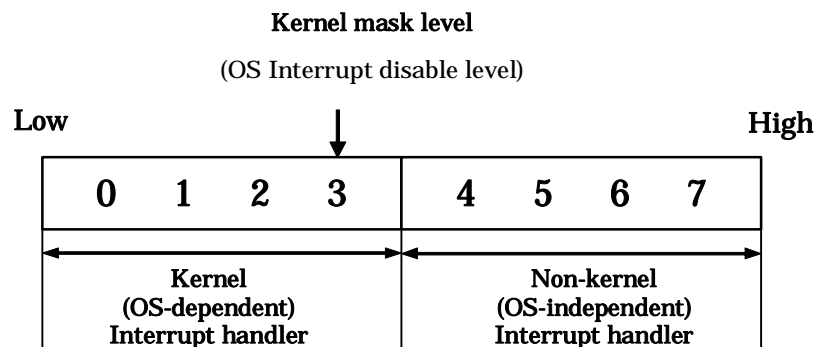 Kernel mask level
(OS Interrupt disable level)
Low High
0 1 2 3 4 5 6 7
Kernel
(OS-dependent)
Interrupt handler
Non-kernel
(OS-independent)
Interrupt handler